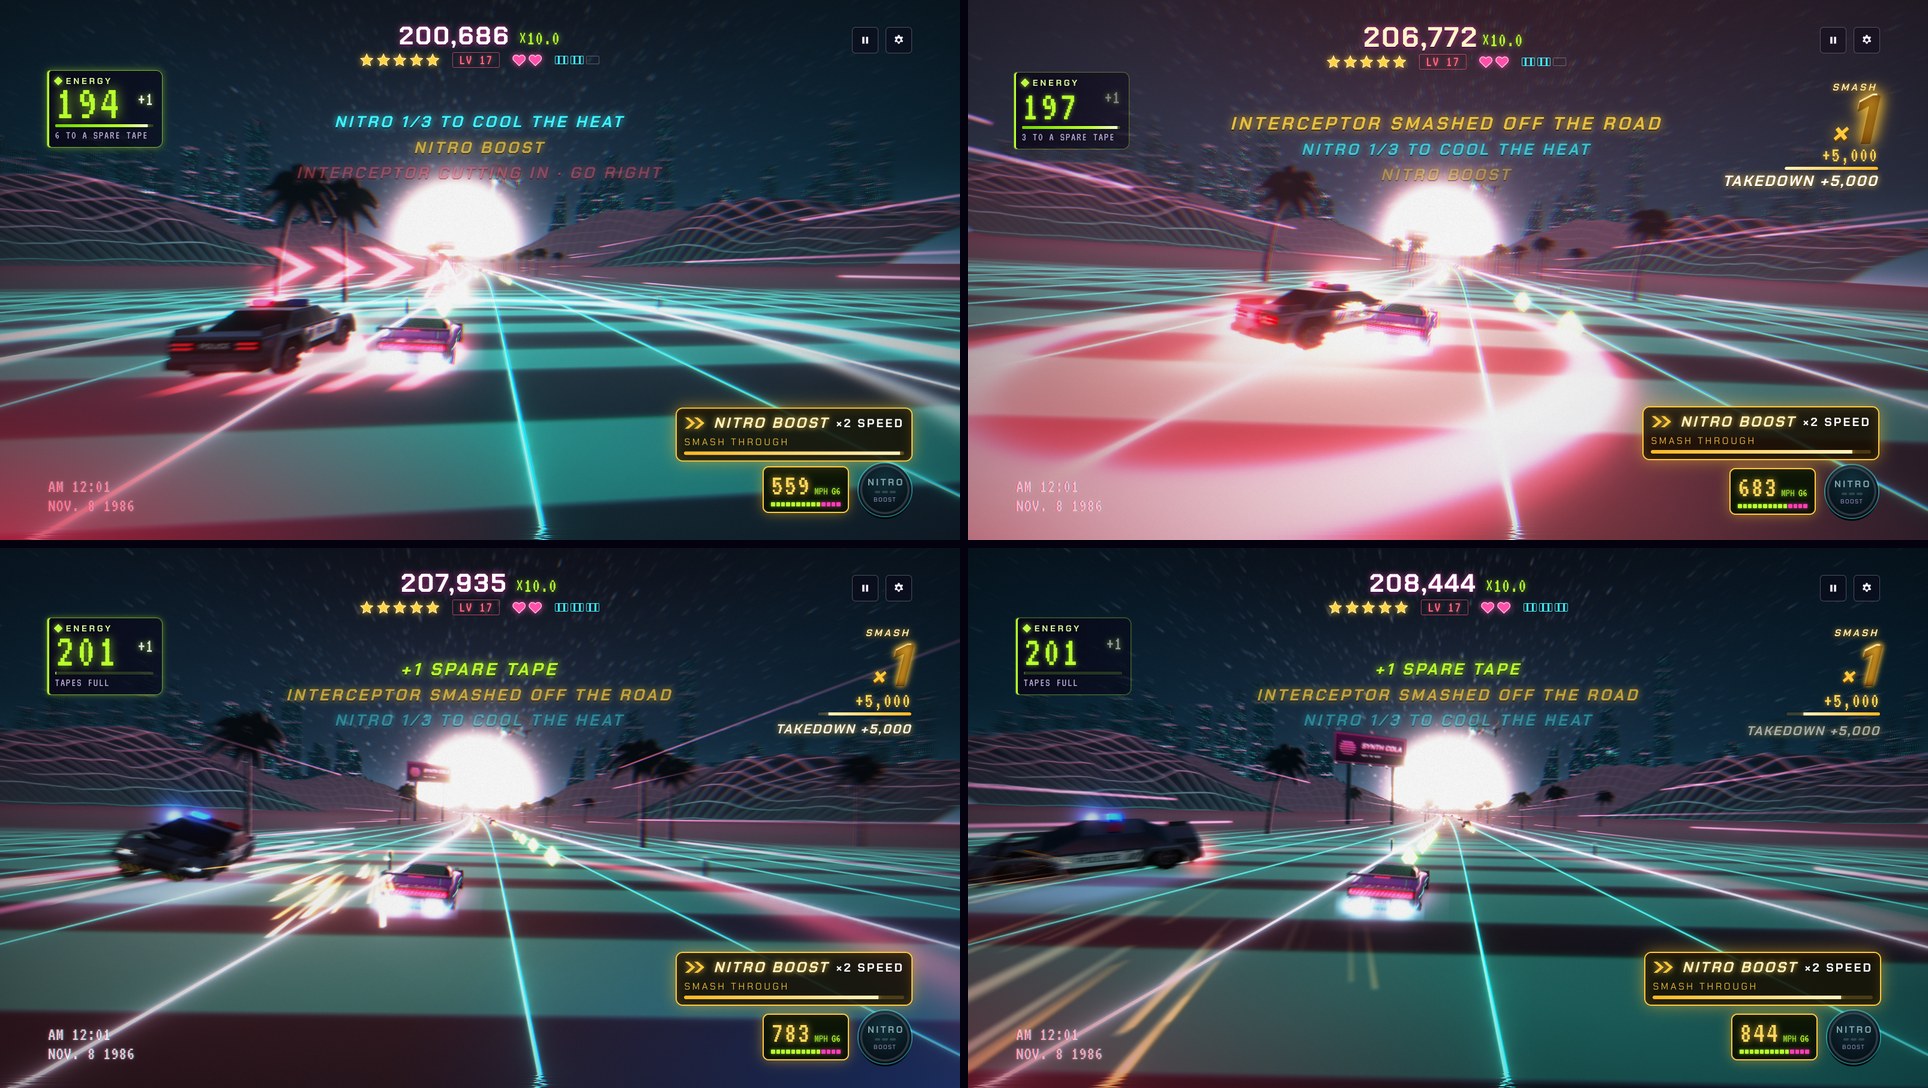 200,686 X10.0
LV 17
ENERGY
194 +1
6 TO A SPARE TAPE
NITRO 1/3 TO COOL THE HEAT
NITRO BOOST
INTERCEPTOR CUTTING IN · GO RIGHT
POLICE
NITRO BOOST ×2 SPEED
SMASH THROUGH
559 MPH G6
NITRO
BOOST
AM 12:01
NOV. 8 1986
206,772 X10.0
LV 17
ENERGY
197 +1
3 TO A SPARE TAPE
SMASH
×1
+5,000
TAKEDOWN +5,000
INTERCEPTOR SMASHED OFF THE ROAD
NITRO 1/3 TO COOL THE HEAT
NITRO BOOST
NITRO BOOST ×2 SPEED
SMASH THROUGH
683 MPH G6
NITRO
BOOST
AM 12:01
NOV. 8 1986
207,935 X10.0
LV 17
ENERGY
201 +1
TAPES FULL
SMASH
×1
+5,000
TAKEDOWN +5,000
+1 SPARE TAPE
INTERCEPTOR SMASHED OFF THE ROAD
NITRO 1/3 TO COOL THE HEAT
NITRO BOOST ×2 SPEED
SMASH THROUGH
783 MPH G6
NITRO
BOOST
AM 12:01
NOV. 8 1986
208,444 X10.0
LV 17
ENERGY
201 +1
TAPES FULL
SMASH
×1
+5,000
TAKEDOWN +5,000
+1 SPARE TAPE
INTERCEPTOR SMASHED OFF THE ROAD
NITRO 1/3 TO COOL THE HEAT
SYNTH COLA
POLICE
NITRO BOOST ×2 SPEED
SMASH THROUGH
844 MPH G6
NITRO
BOOST
AM 12:01
NOV. 8 1986